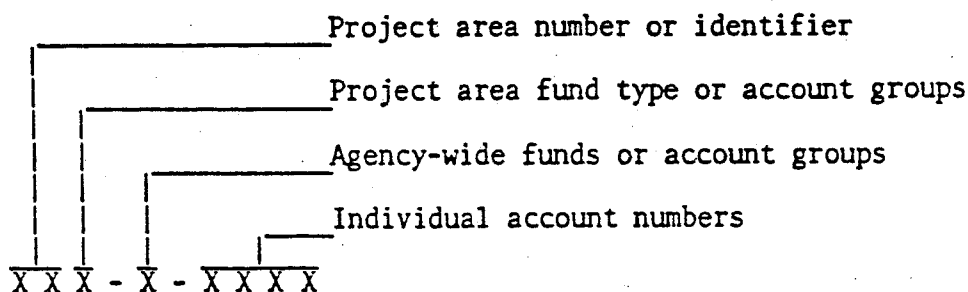 Project area number or identifier
Project area fund type or account groups
Agency-wide funds or account groups
Individual account numbers
X X X - X - X X X X